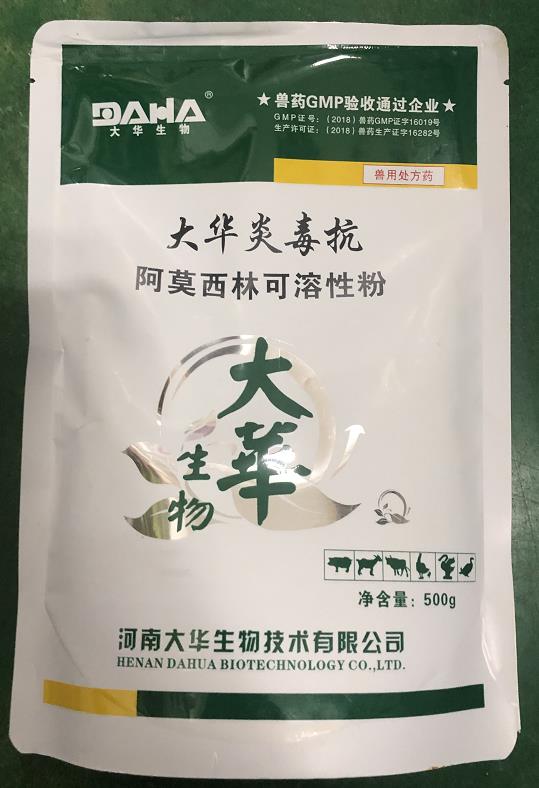 DAHA®
大华生物
★兽药GMP验收通过企业★
GMP证号:(2018)兽药GMP证字16019号
生产许可证:(2018)兽药生产证字16282号
兽用处方药
大华炎毒抗
阿莫西林可溶性粉
大華
生物
净含量:500g
河南大华生物技术有限公司
HENAN DAHUA BIOTECHNOLOGY CO.,LTD.